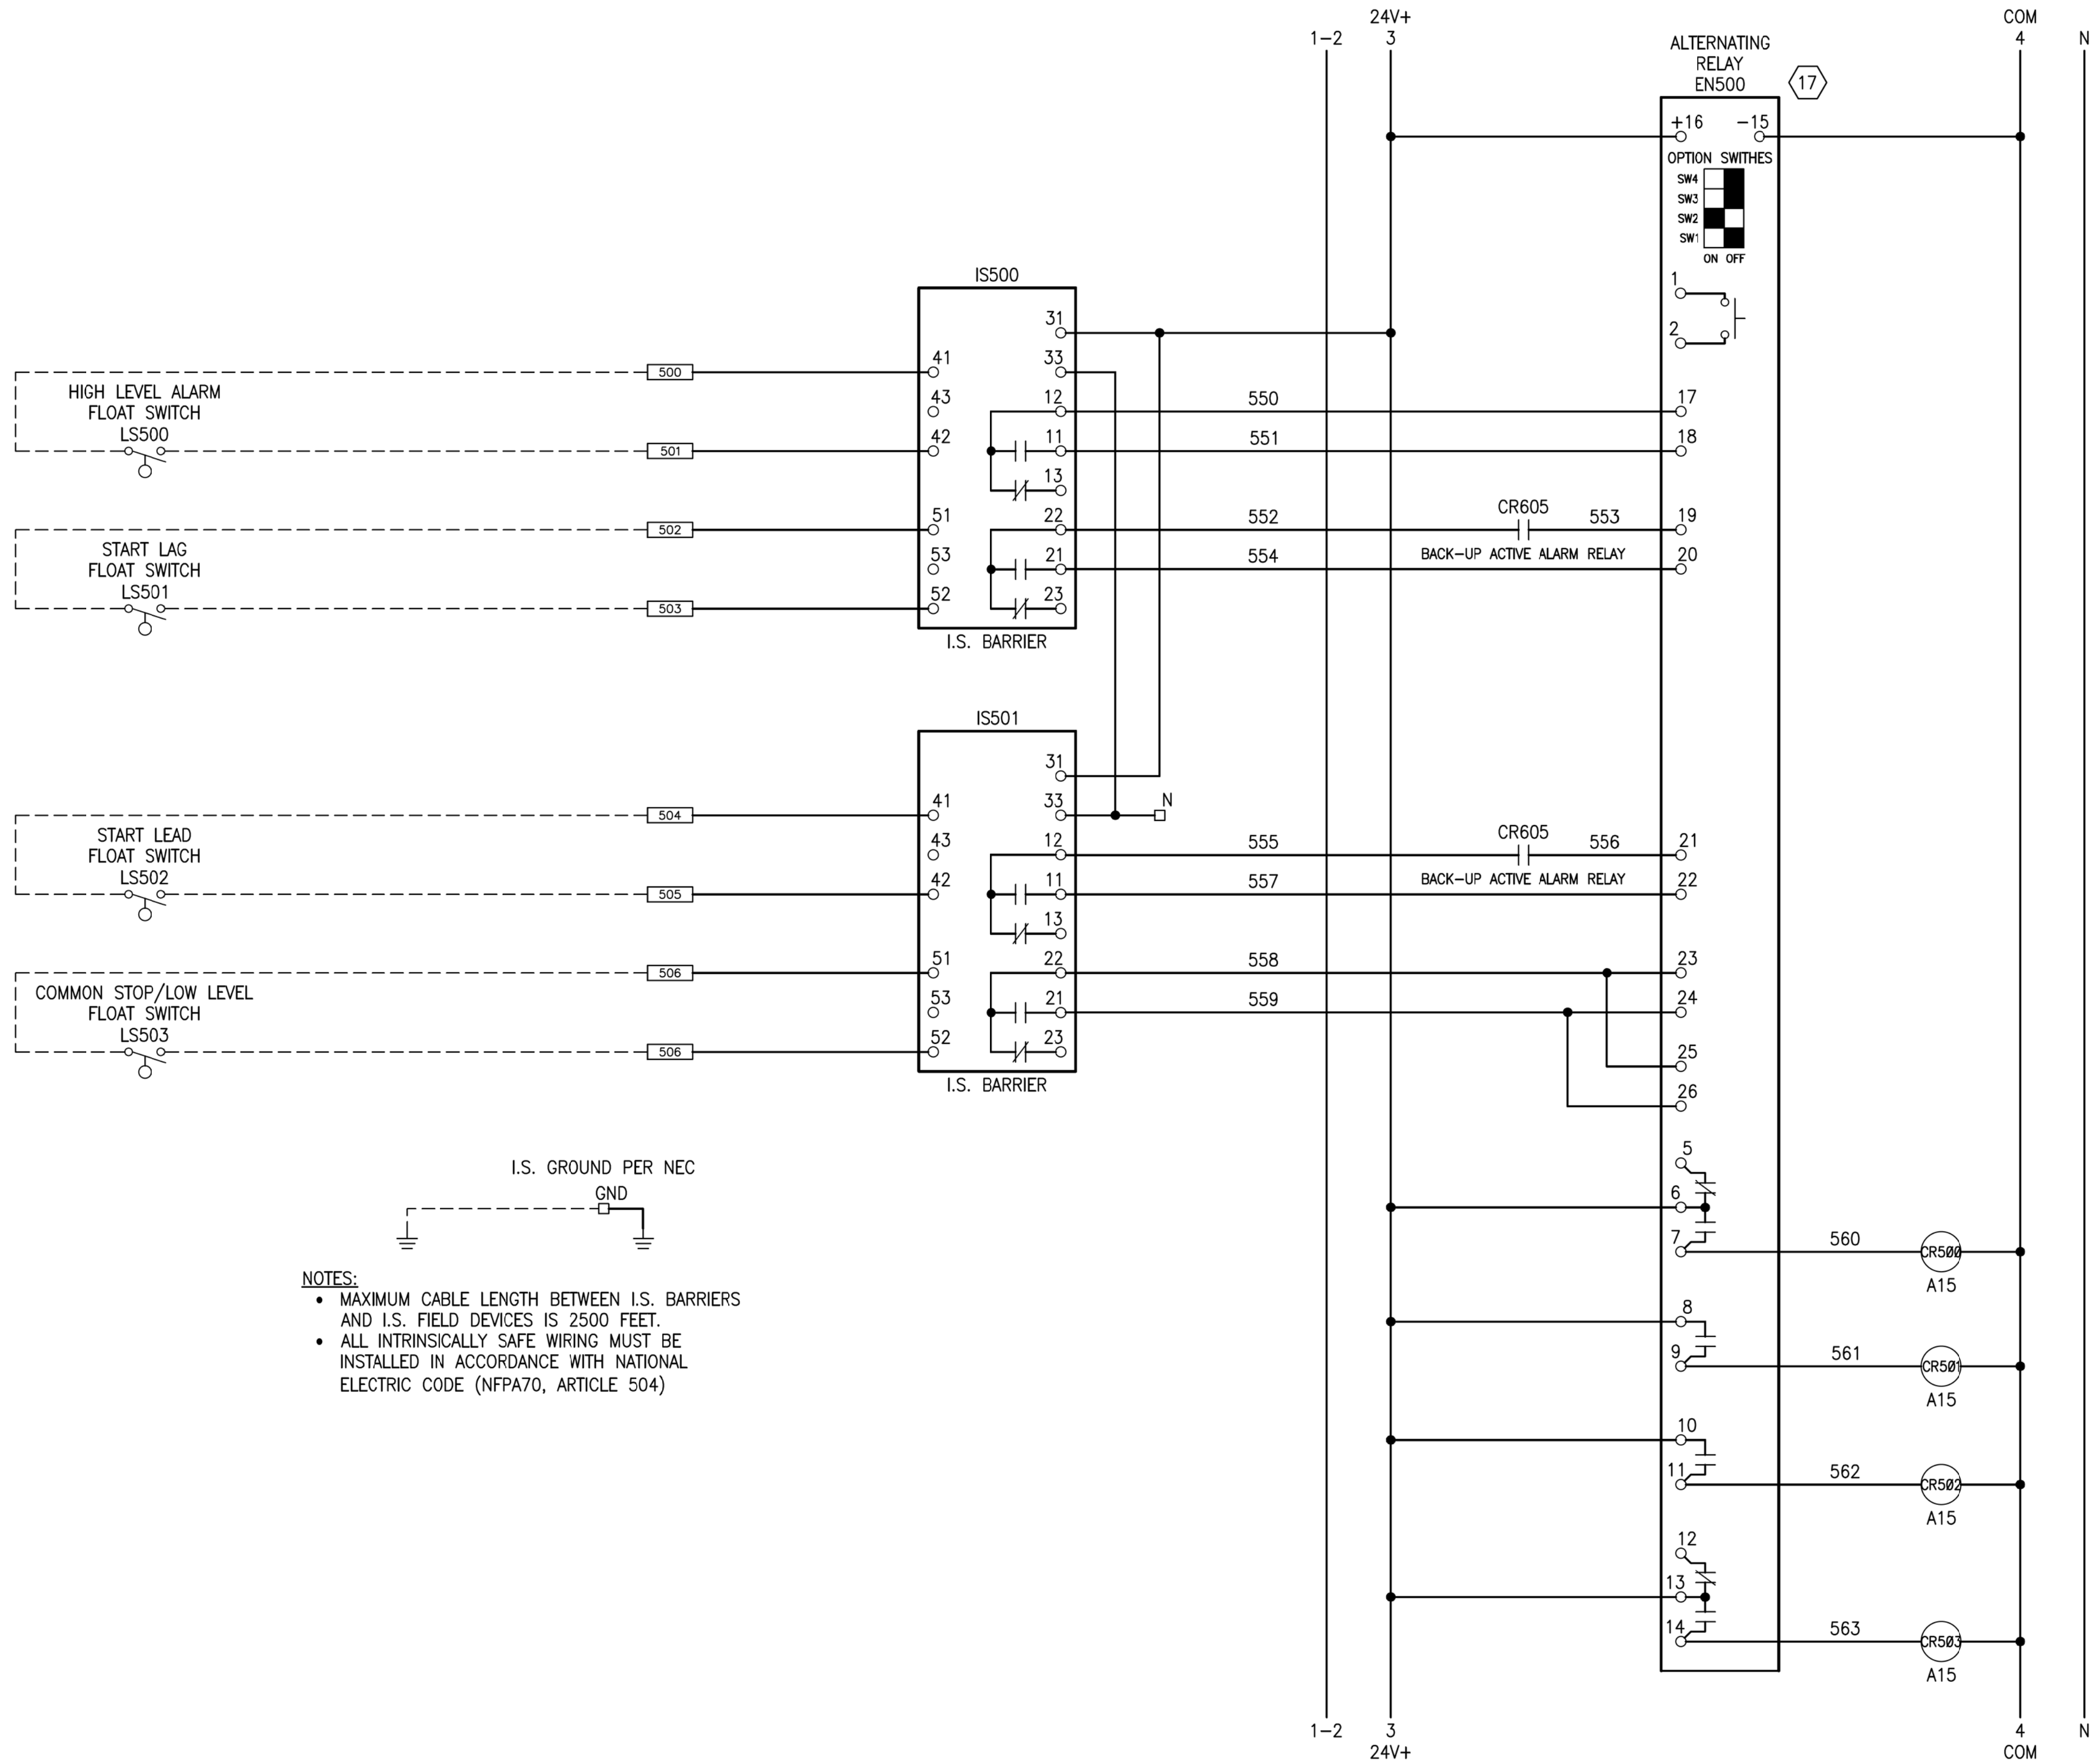 24V+
COM
1-2
3
4
N
ALTERNATING
RELAY
EN500
17
+16
-15
OPTION SWITHES
SW4
SW3
SW2
SW1
ON OFF
IS500
1
31
2
41
33
500
HIGH LEVEL ALARM
FLOAT SWITCH
LS500
43
12
550
17
42
11
551
18
501
13
51
22
552
CR605
553
19
502
START LAG
FLOAT SWITCH
LS501
53
21
554
BACK-UP ACTIVE ALARM RELAY
20
52
23
503
I.S. BARRIER
IS501
31
41
33
N
504
START LEAD
FLOAT SWITCH
LS502
43
12
555
CR605
556
21
42
11
557
BACK-UP ACTIVE ALARM RELAY
22
505
13
51
22
558
23
506
COMMON STOP/LOW LEVEL
FLOAT SWITCH
LS503
53
21
559
24
52
23
25
506
I.S. BARRIER
26
5
I.S. GROUND PER NEC
GND
6
7
560
CR500
A15
NOTES:
• MAXIMUM CABLE LENGTH BETWEEN I.S. BARRIERS
AND I.S. FIELD DEVICES IS 2500 FEET.
• ALL INTRINSICALLY SAFE WIRING MUST BE
INSTALLED IN ACCORDANCE WITH NATIONAL
ELECTRIC CODE (NFPA70, ARTICLE 504)
8
9
561
CR501
A15
10
11
562
CR502
A15
12
13
14
563
CR503
A15
1-2
3
4
N
24V+
COM